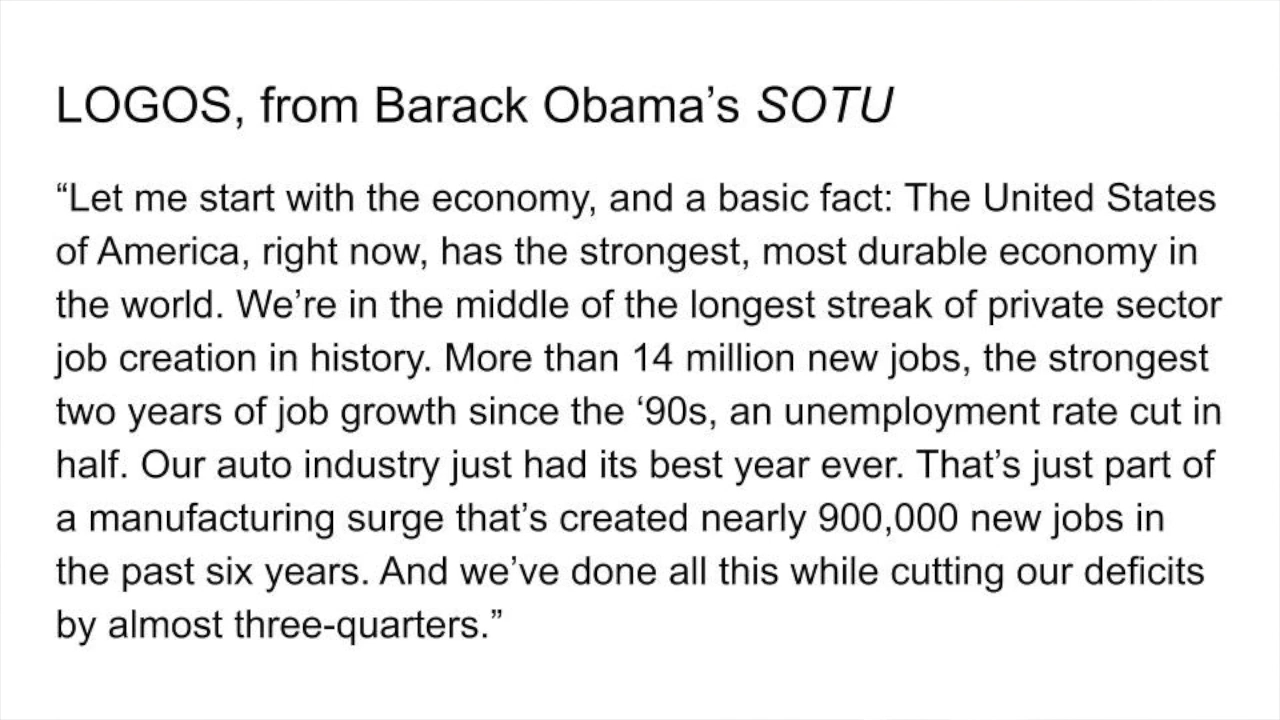 LOGOS, from Barack Obama’s SOTU
“Let me start with the economy, and a basic fact: The United States
of America, right now, has the strongest, most durable economy in
the world. We’re in the middle of the longest streak of private sector
job creation in history. More than 14 million new jobs, the strongest
two years of job growth since the ‘90s, an unemployment rate cut in
half. Our auto industry just had its best year ever. That’s just part of
a manufacturing surge that’s created nearly 900,000 new jobs in
the past six years. And we’ve done all this while cutting our deficits
by almost three-quarters.”